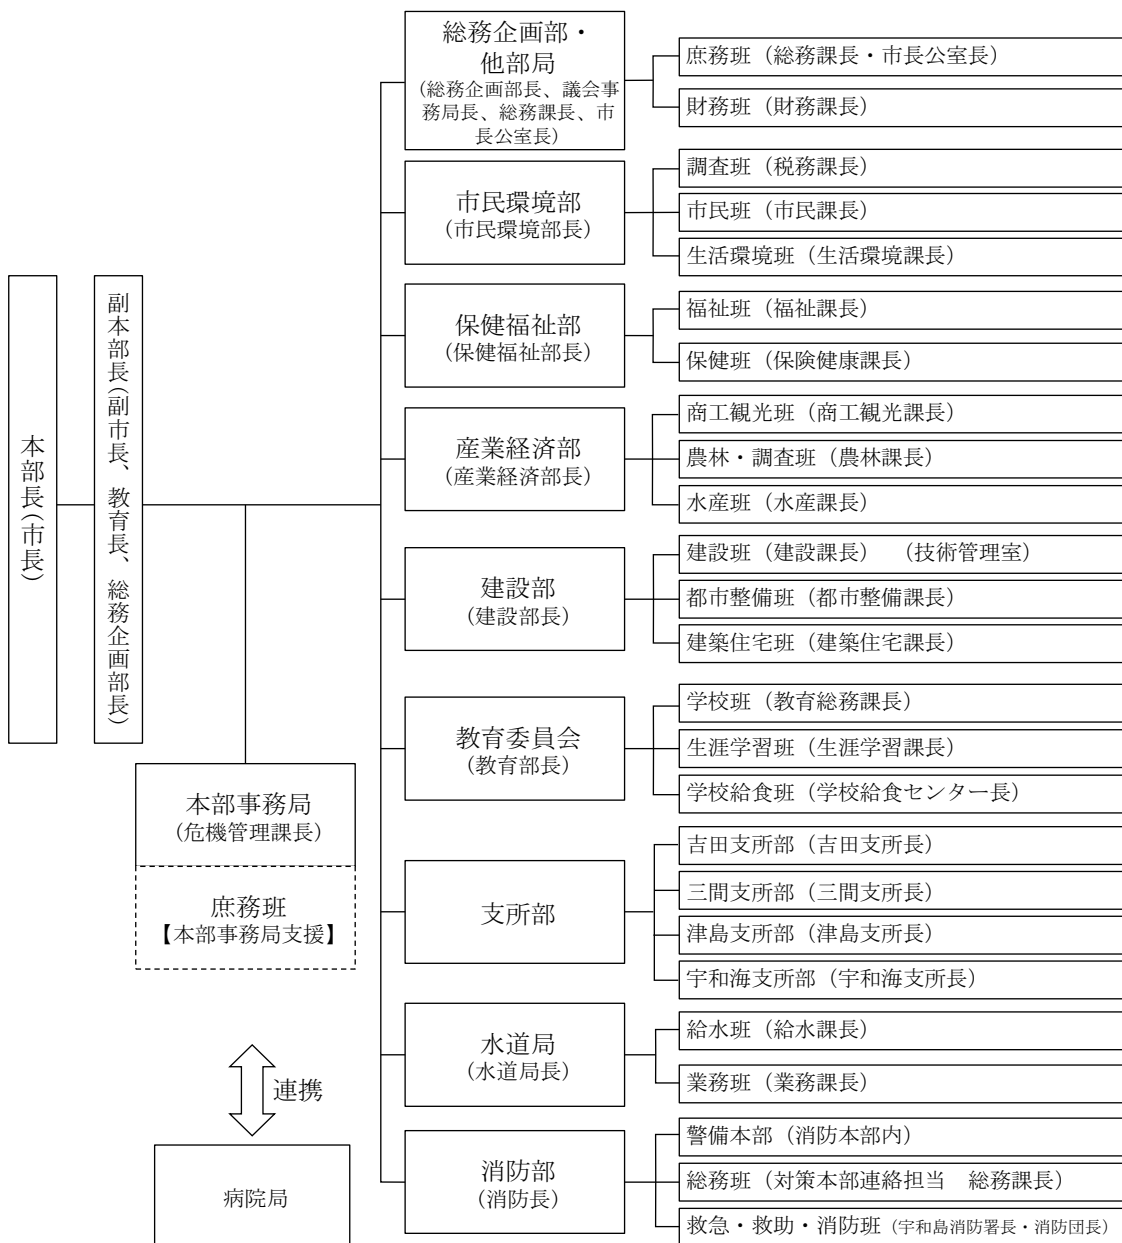 本部長(市長)
副本部長(副市長、教育長、総務企画部長)
本部事務局
(危機管理課長)
庶務班
【本部事務局支援】
連携
病院局
総務企画部・
他部局
(総務企画部長、議会事
務局長、総務課長、市
長公室長)
庶務班（総務課長・市長公室長）
財務班（財務課長）
市民環境部
(市民環境部長)
調査班（税務課長）
市民班（市民課長）
生活環境班（生活環境課長）
保健福祉部
(保健福祉部長)
福祉班（福祉課長）
保健班（保険健康課長）
産業経済部
(産業経済部長)
商工観光班（商工観光課長）
農林・調査班（農林課長）
水産班（水産課長）
建設部
(建設部長)
建設班（建設課長）　（技術管理室）
都市整備班（都市整備課長）
建築住宅班（建築住宅課長）
教育委員会
(教育部長)
学校班（教育総務課長）
生涯学習班（生涯学習課長）
学校給食班（学校給食センター長）
支所部
吉田支所部（吉田支所長）
三間支所部（三間支所長）
津島支所部（津島支所長）
宇和海支所部（宇和海支所長）
水道局
(水道局長)
給水班（給水課長）
業務班（業務課長）
消防部
(消防長)
警備本部（消防本部内）
総務班（対策本部連絡担当　総務課長）
救急・救助・消防班（宇和島消防署長・消防団長）